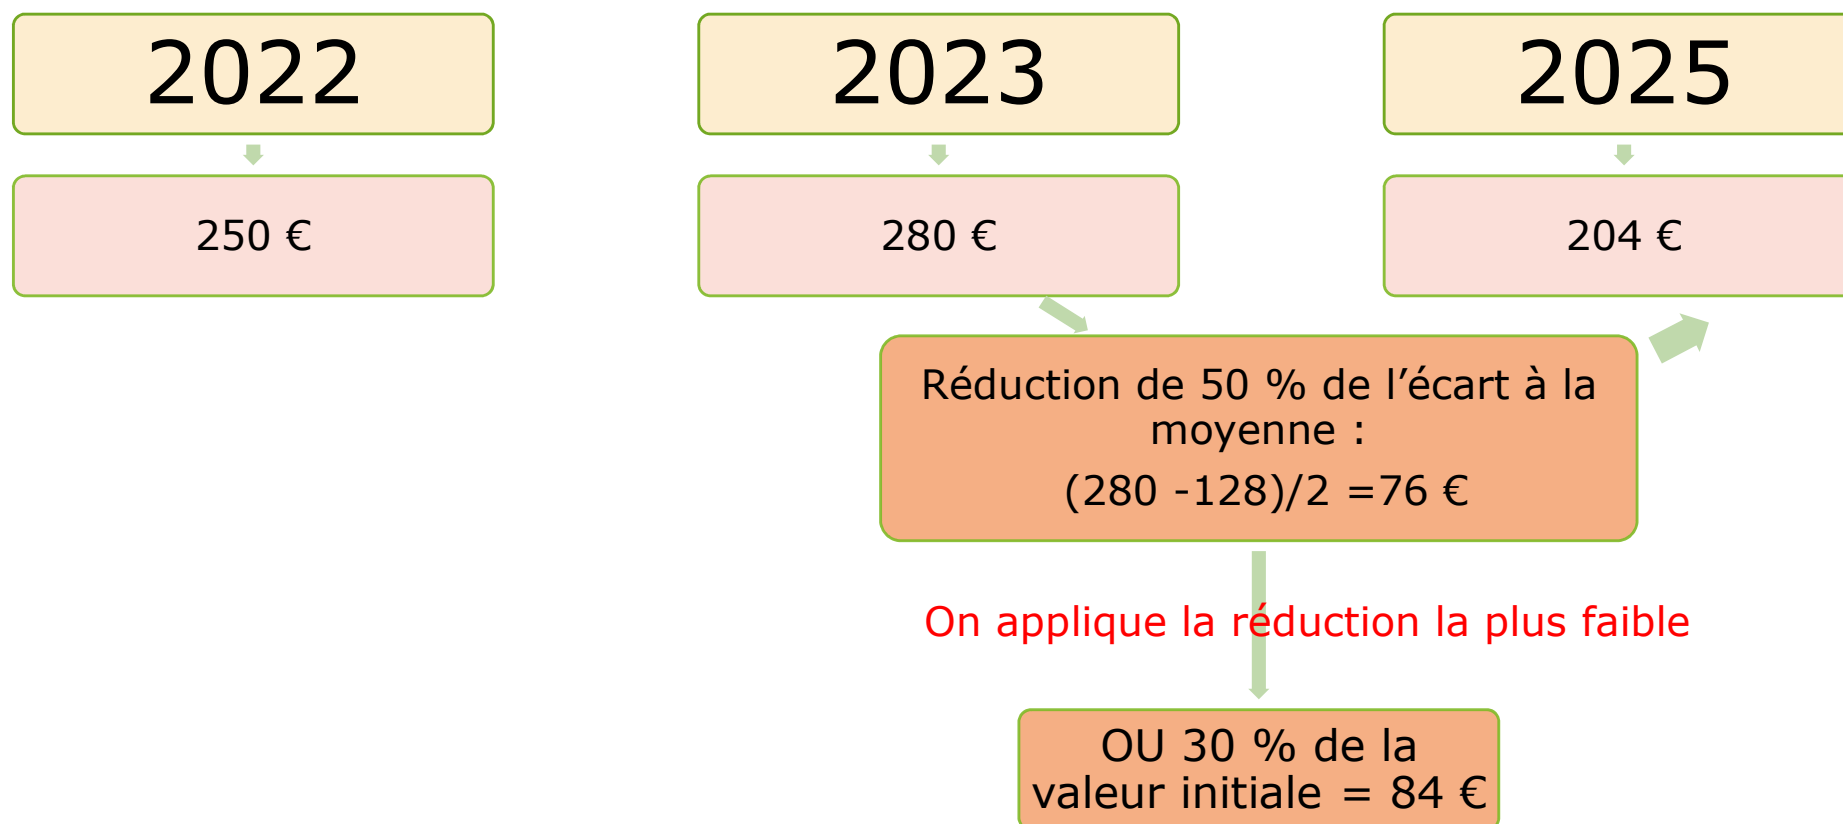 2022
2023
2025
250 €
280 €
204 €
Réduction de 50 % de l’écart à la
moyenne :
(280 -128)/2 =76 €
On applique la réduction la plus faible
OU 30 % de la
valeur initiale = 84 €